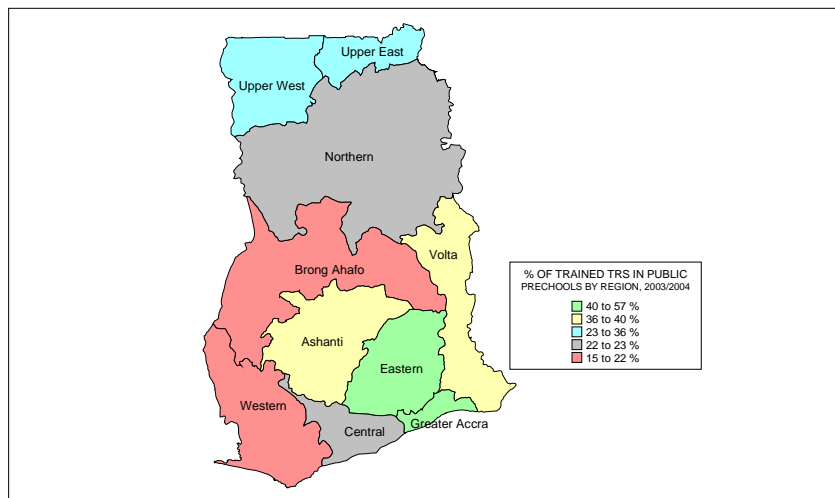 Upper East
Upper West
Northern
Volta
Brong Ahafo
Ashanti
Eastern
Western
Central
Greater Accra
% OF TRAINED TRS IN PUBLIC
PRECHOOLS BY REGION, 2003/2004
40 to 57 %
36 to 40 %
23 to 36 %
22 to 23 %
15 to 22 %